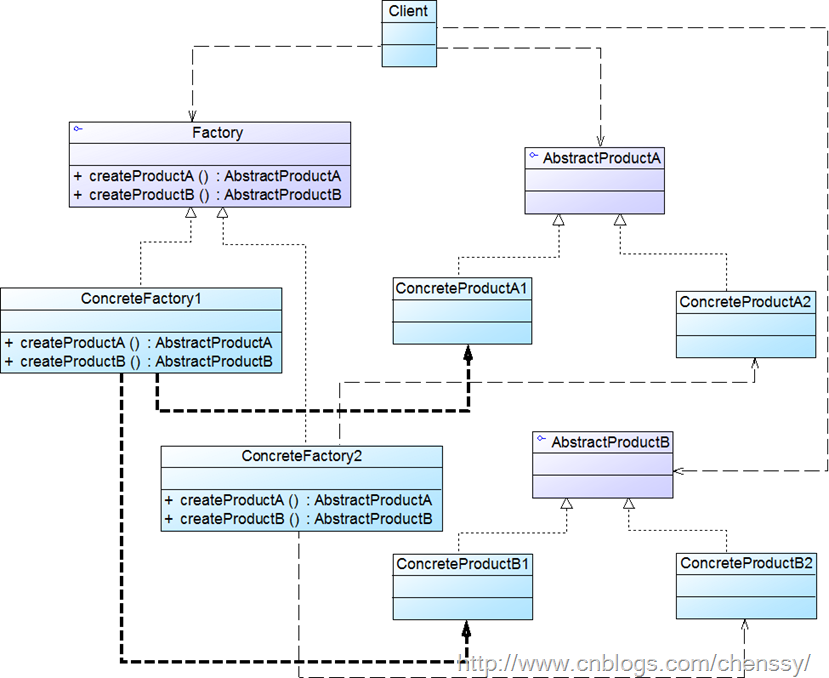 Client
Factory
+ createProductA () : AbstractProductA
+ createProductB () : AbstractProductB
AbstractProductA
ConcreteFactory1
+ createProductA () : AbstractProductA
+ createProductB () : AbstractProductB
ConcreteProductA1
ConcreteProductA2
ConcreteFactory2
+ createProductA () : AbstractProductA
+ createProductB () : AbstractProductB
AbstractProductB
ConcreteProductB1
ConcreteProductB2
http://www.cnblogs.com/chenssy/